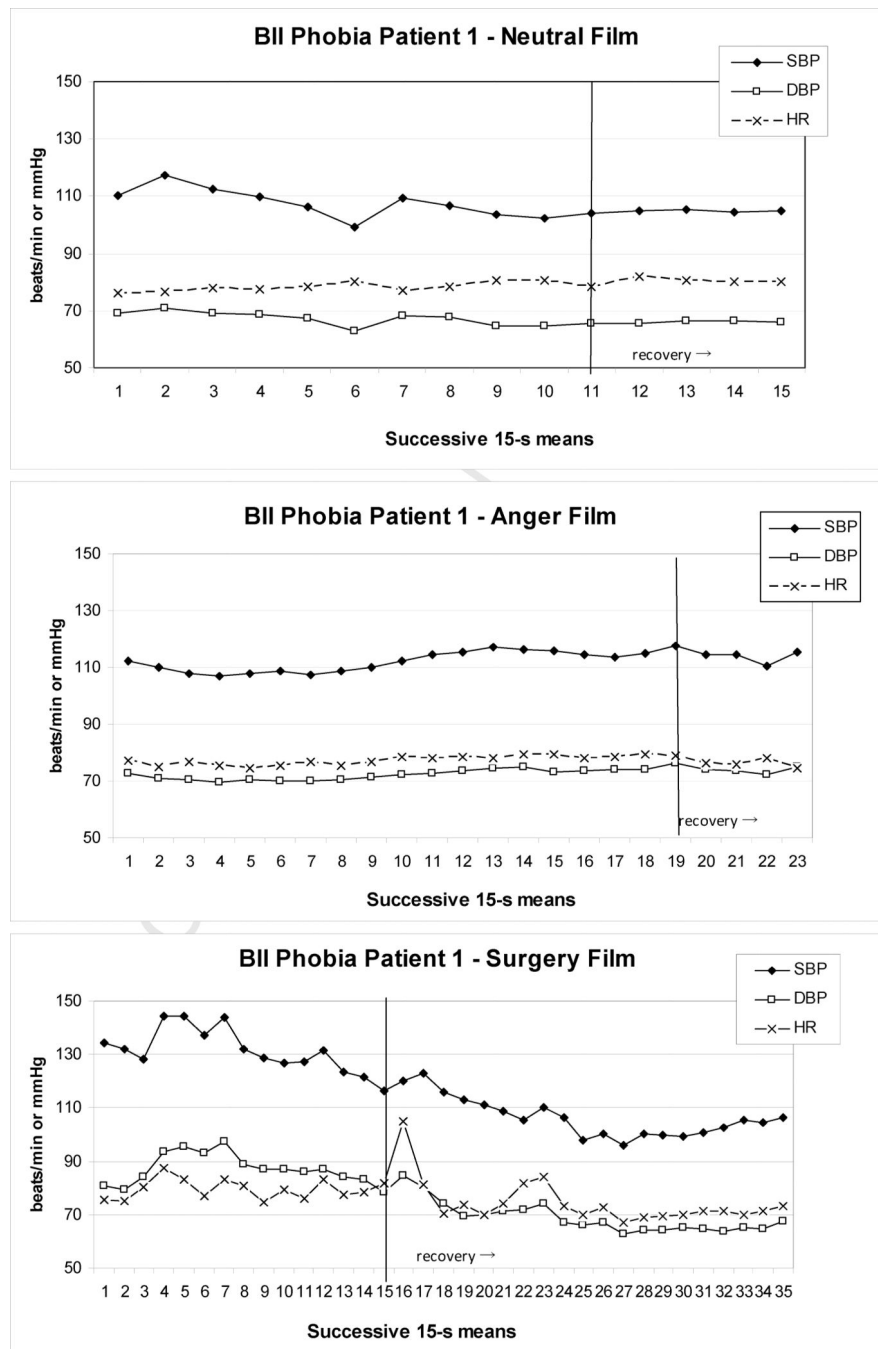 BII Phobia Patient 1 - Neutral Film
SBP
DBP
HR
150
130
110
90
70
50
beats/min or mmHg
recovery →
1 2 3 4 5 6 7 8 9 10 11 12 13 14 15
Successive 15-s means
BII Phobia Patient 1 - Anger Film
SBP
DBP
HR
150
130
110
90
70
50
beats/min or mmHg
recovery →
1 2 3 4 5 6 7 8 9 10 11 12 13 14 15 16 17 18 19 20 21 22 23
Successive 15-s means
BII Phobia Patient 1 - Surgery Film
SBP
DBP
HR
150
130
110
90
70
50
beats/min or mmHg
recovery →
1 2 3 4 5 6 7 8 9 10 11 12 13 14 15 16 17 18 19 20 21 22 23 24 25 26 27 28 29 30 31 32 33 34 35
Successive 15-s means